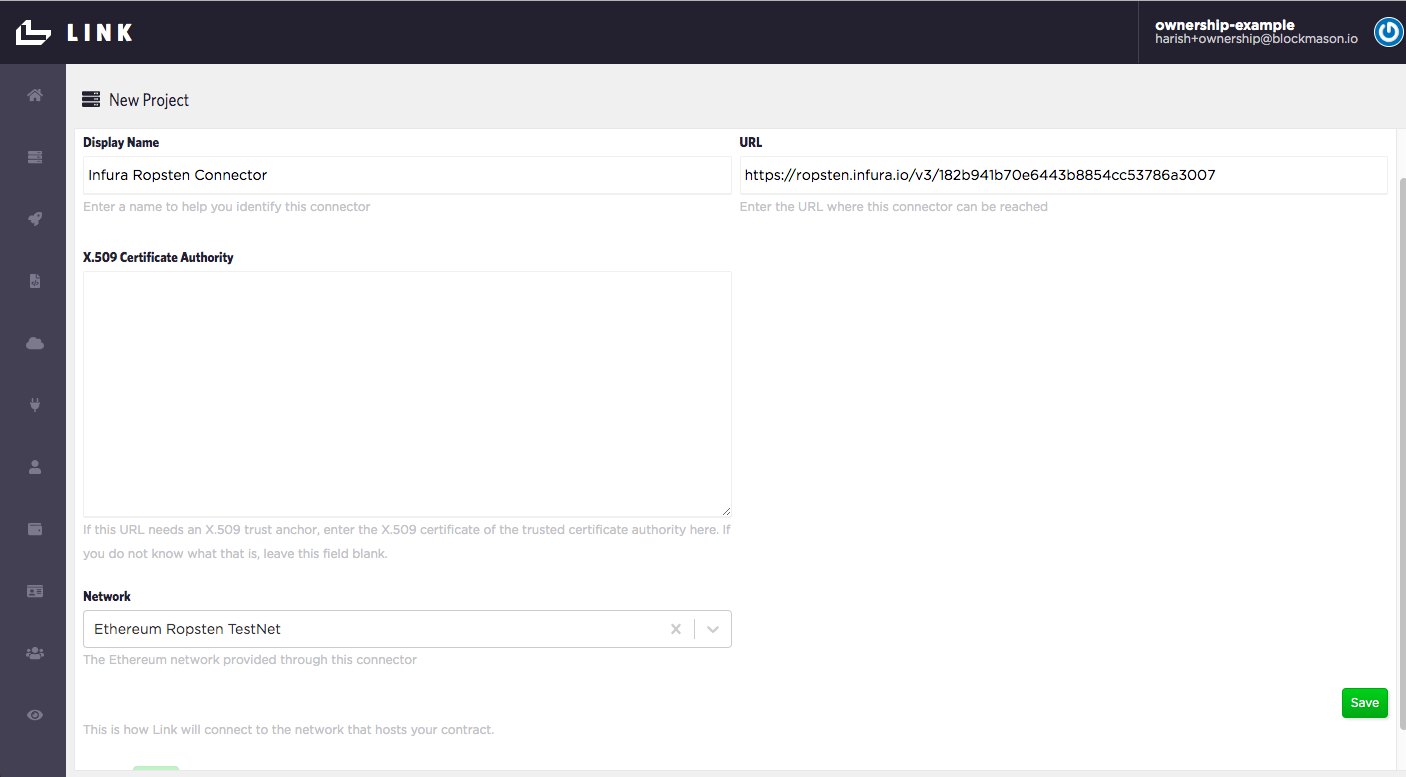 LINK
ownership-example
harish+ownership@blockmason.io
New Project
Display Name
Infura Ropsten Connector
Enter a name to help you identify this connector
URL
https://ropsten.infura.io/v3/182b941b70e6443b8854cc53786a3007
Enter the URL where this connector can be reached
X.509 Certificate Authority
If this URL needs an X.509 trust anchor, enter the X.509 certificate of the trusted certificate authority here. If
you do not know what that is, leave this field blank.
Network
Ethereum Ropsten TestNet
The Ethereum network provided through this connector
Save
This is how Link will connect to the network that hosts your contract.